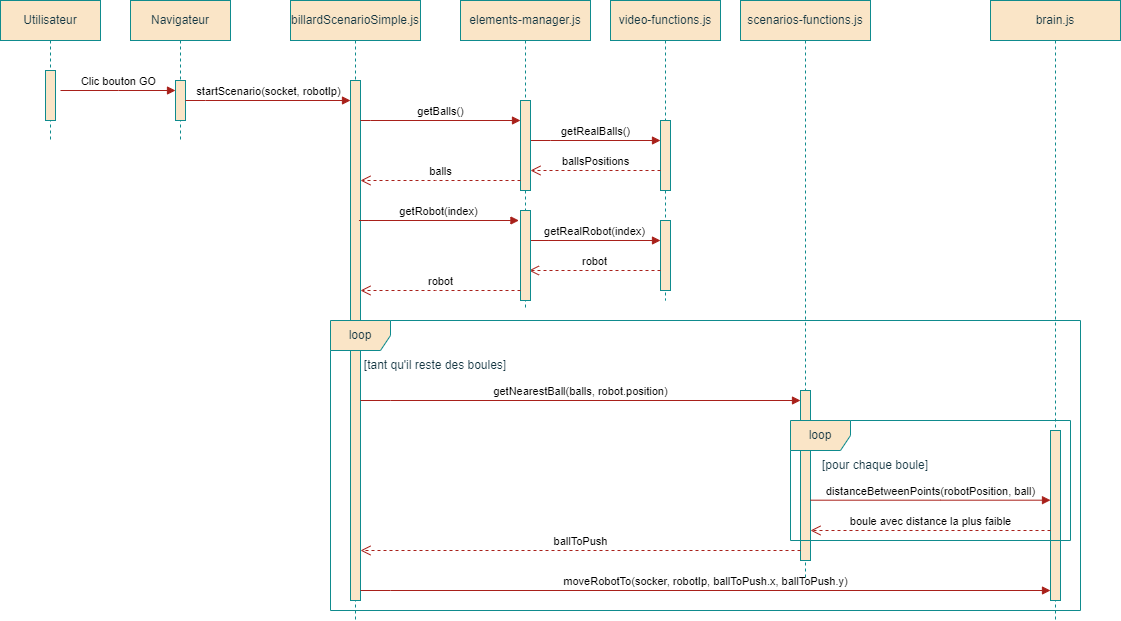 Utilisateur
Navigateur
billardScenarioSimple.js
elements-manager.js
video-functions.js
scenarios-functions.js
brain.js
Clic bouton GO
startScenario(socket, robotIp)
getBalls()
getRealBalls()
ballsPositions
balls
getRobot(index)
getRealRobot(index)
robot
robot
loop
[tant qu'il reste des boules]
getNearestBall(balls, robot.position)
loop
[pour chaque boule]
distanceBetweenPoints(robotPosition, ball)
boule avec distance la plus faible
ballToPush
moveRobotTo(socker, robotIp, ballToPush.x, ballToPush.y)